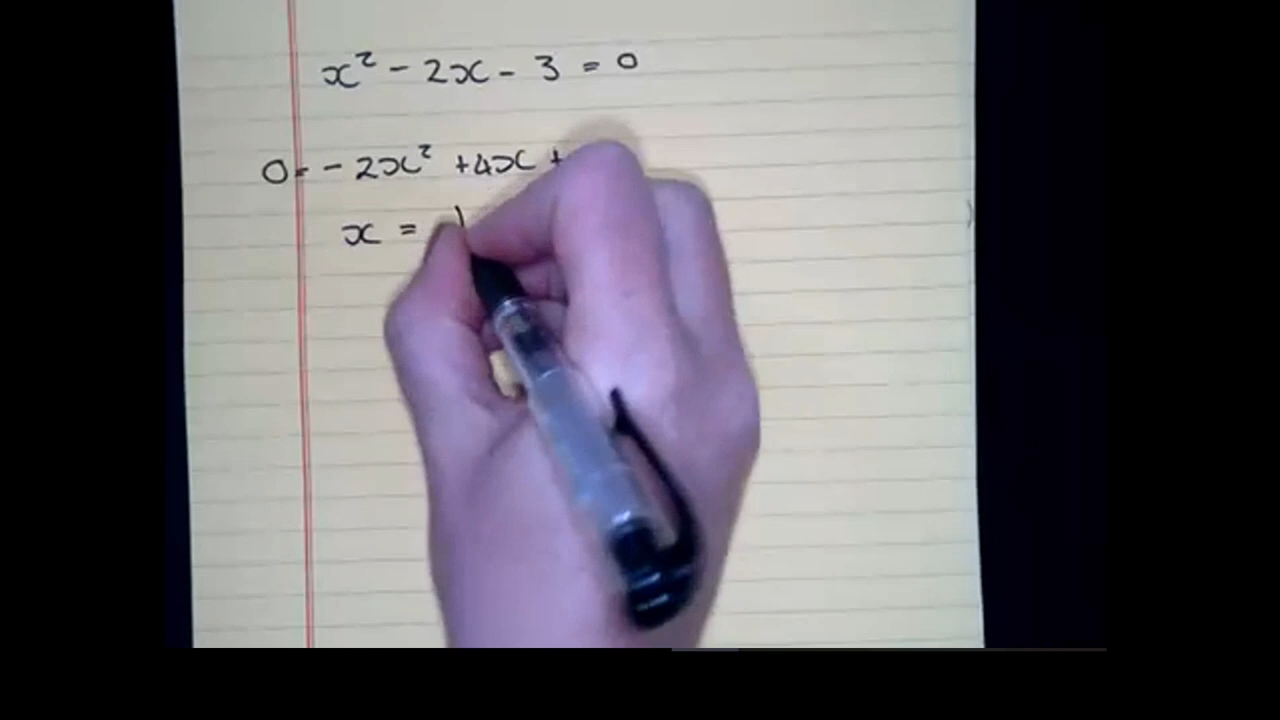 x² - 2x - 3 = 0
0 = - 2x² + 4x +
x =